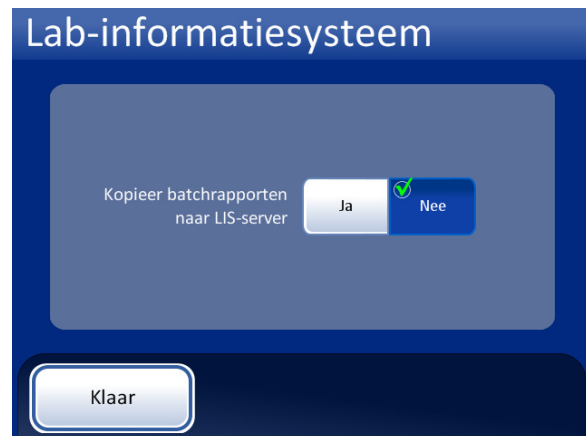 Lab-informatiesysteem
Kopieer batchrapporten
naar LIS-server
Ja
Nee
Klaar